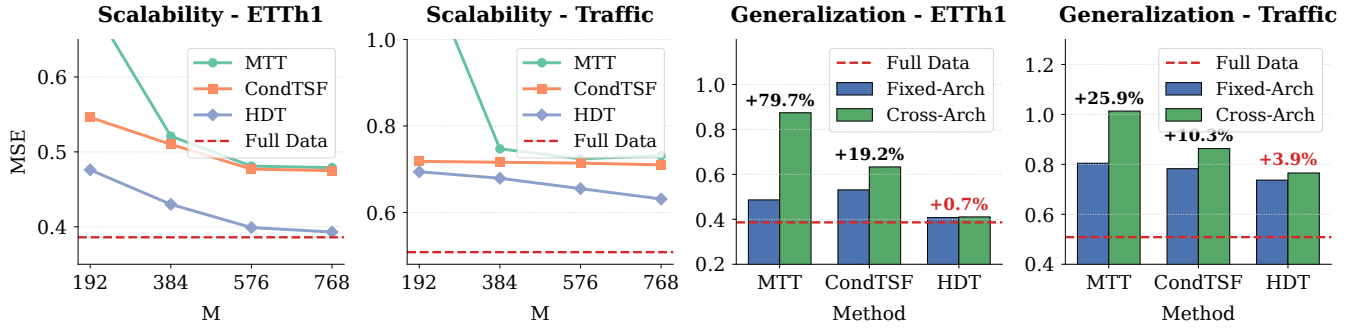 Scalability - ETTh1
MSE
0.6
0.5
0.4
MTT
CondTSF
HDT
Full Data
192
384
576
768
M
Scalability - Traffic
1.0
0.8
0.6
MTT
CondTSF
HDT
Full Data
192
384
576
768
M
Generalization - ETTh1
1.0
0.8
0.6
0.4
0.2
Full Data
Fixed-Arch
Cross-Arch
+79.7%
+19.2%
+0.7%
MTT
CondTSF
HDT
Method
Generalization - Traffic
1.2
1.0
0.8
0.6
0.4
Full Data
Fixed-Arch
Cross-Arch
+25.9%
+10.3%
+3.9%
MTT
CondTSF
HDT
Method